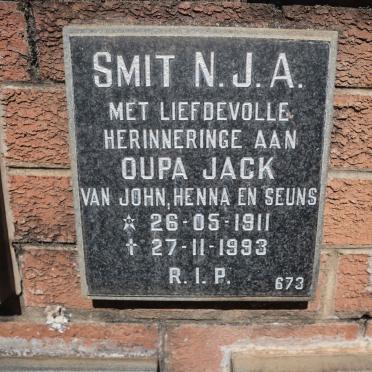 SMIT N.J.A.
MET LIEFDEVOLLE
HERINNERINGE AAN
OUPA JACK
VAN JOHN, HENNA EN SEUNS
☆ 26-05-1911
✝ 27-11-1993
R.I.P.
673